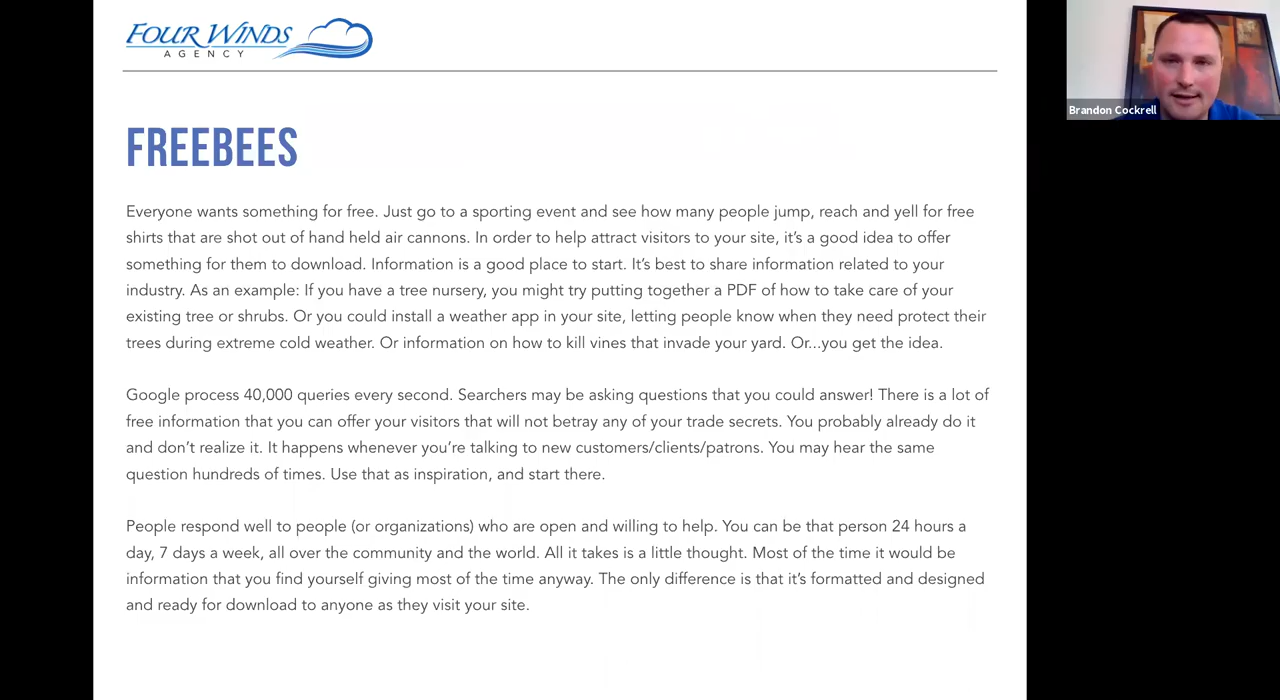 FOUR WINDS
AGENCY
Brandon Cockrell
FREEBEES
Everyone wants something for free. Just go to a sporting event and see how many people jump, reach and yell for free
shirts that are shot out of hand held air cannons. In order to help attract visitors to your site, it's a good idea to offer
something for them to download. Information is a good place to start. It's best to share information related to your
industry. As an example: If you have a tree nursery, you might try putting together a PDF of how to take care of your
existing tree or shrubs. Or you could install a weather app in your site, letting people know when they need protect their
trees during extreme cold weather. Or information on how to kill vines that invade your yard. Or...you get the idea.
Google process 40,000 queries every second. Searchers may be asking questions that you could answer! There is a lot of
free information that you can offer your visitors that will not betray any of your trade secrets. You probably already do it
and don't realize it. It happens whenever you're talking to new customers/clients/patrons. You may hear the same
question hundreds of times. Use that as inspiration, and start there.
People respond well to people (or organizations) who are open and willing to help. You can be that person 24 hours a
day, 7 days a week, all over the community and the world. All it takes is a little thought. Most of the time it would be
information that you find yourself giving most of the time anyway. The only difference is that it's formatted and designed
and ready for download to anyone as they visit your site.